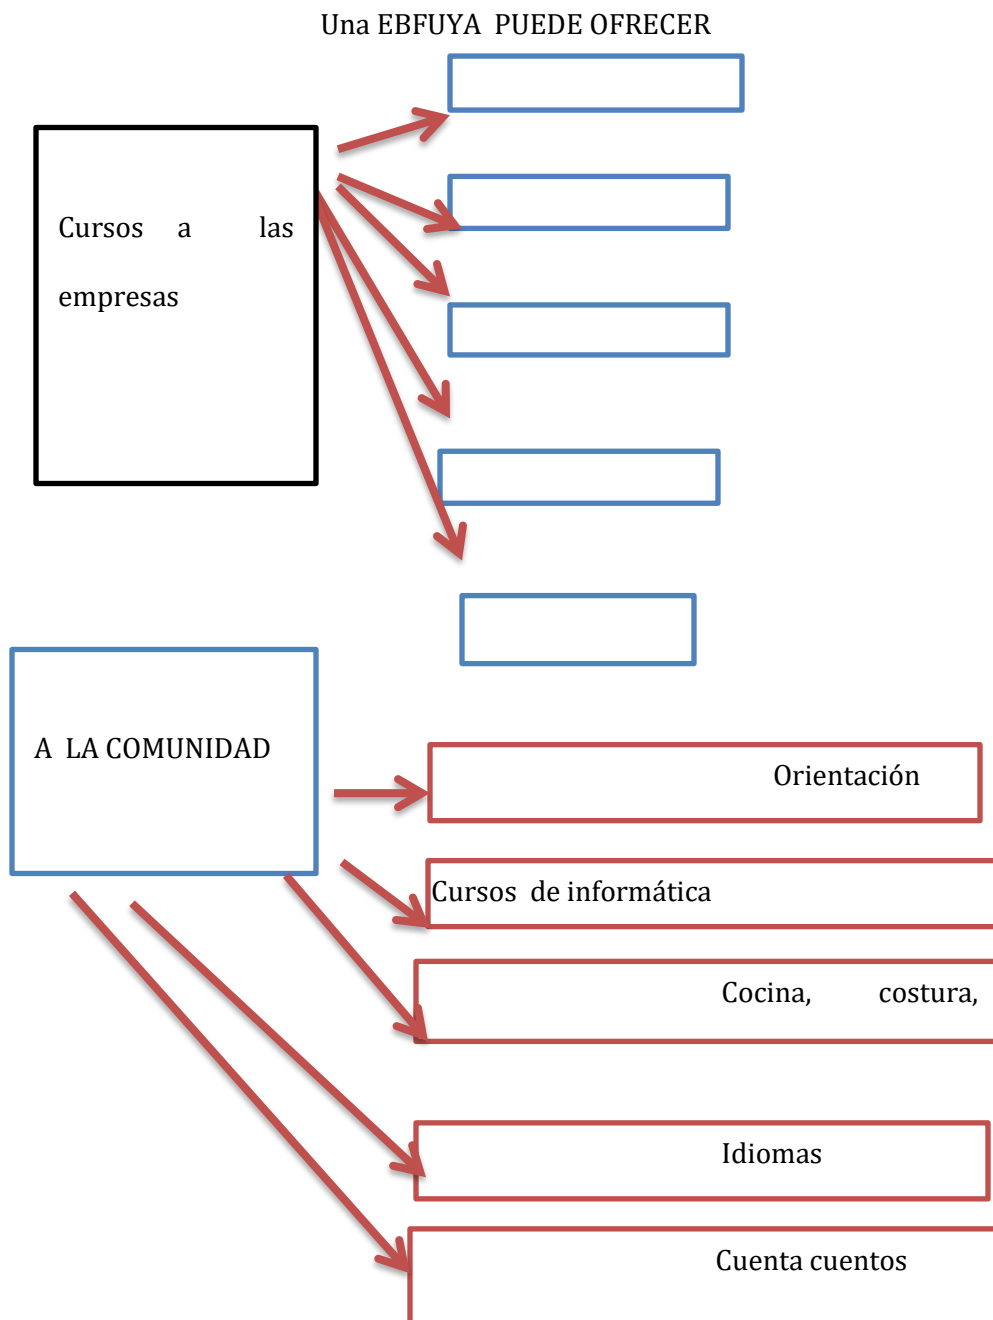 Una EBFUYA PUEDE OFRECER
Cursos a las
empresas
A LA COMUNIDAD
Orientación
Cursos de informática
Cocina, costura,
Idiomas
Cuenta cuentos